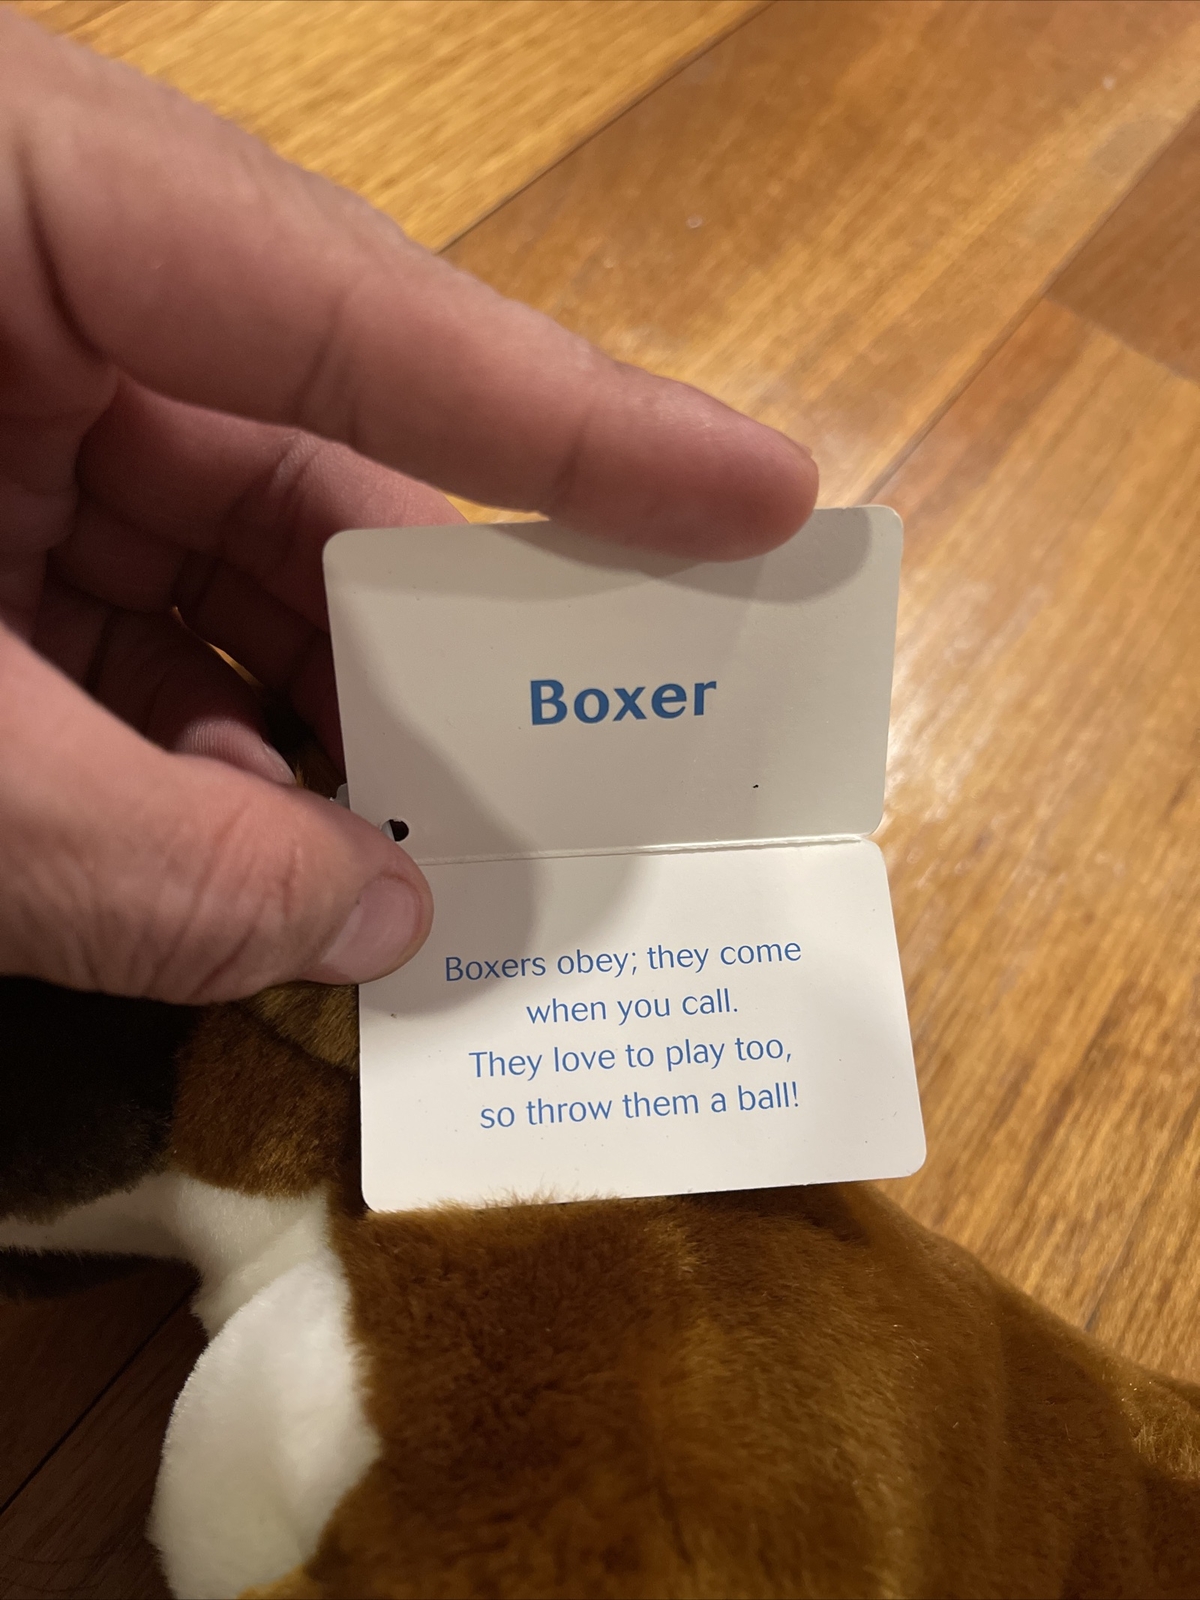 Boxer
Boxers obey; they come
when you call.
They love to play too,
so throw them a ball!